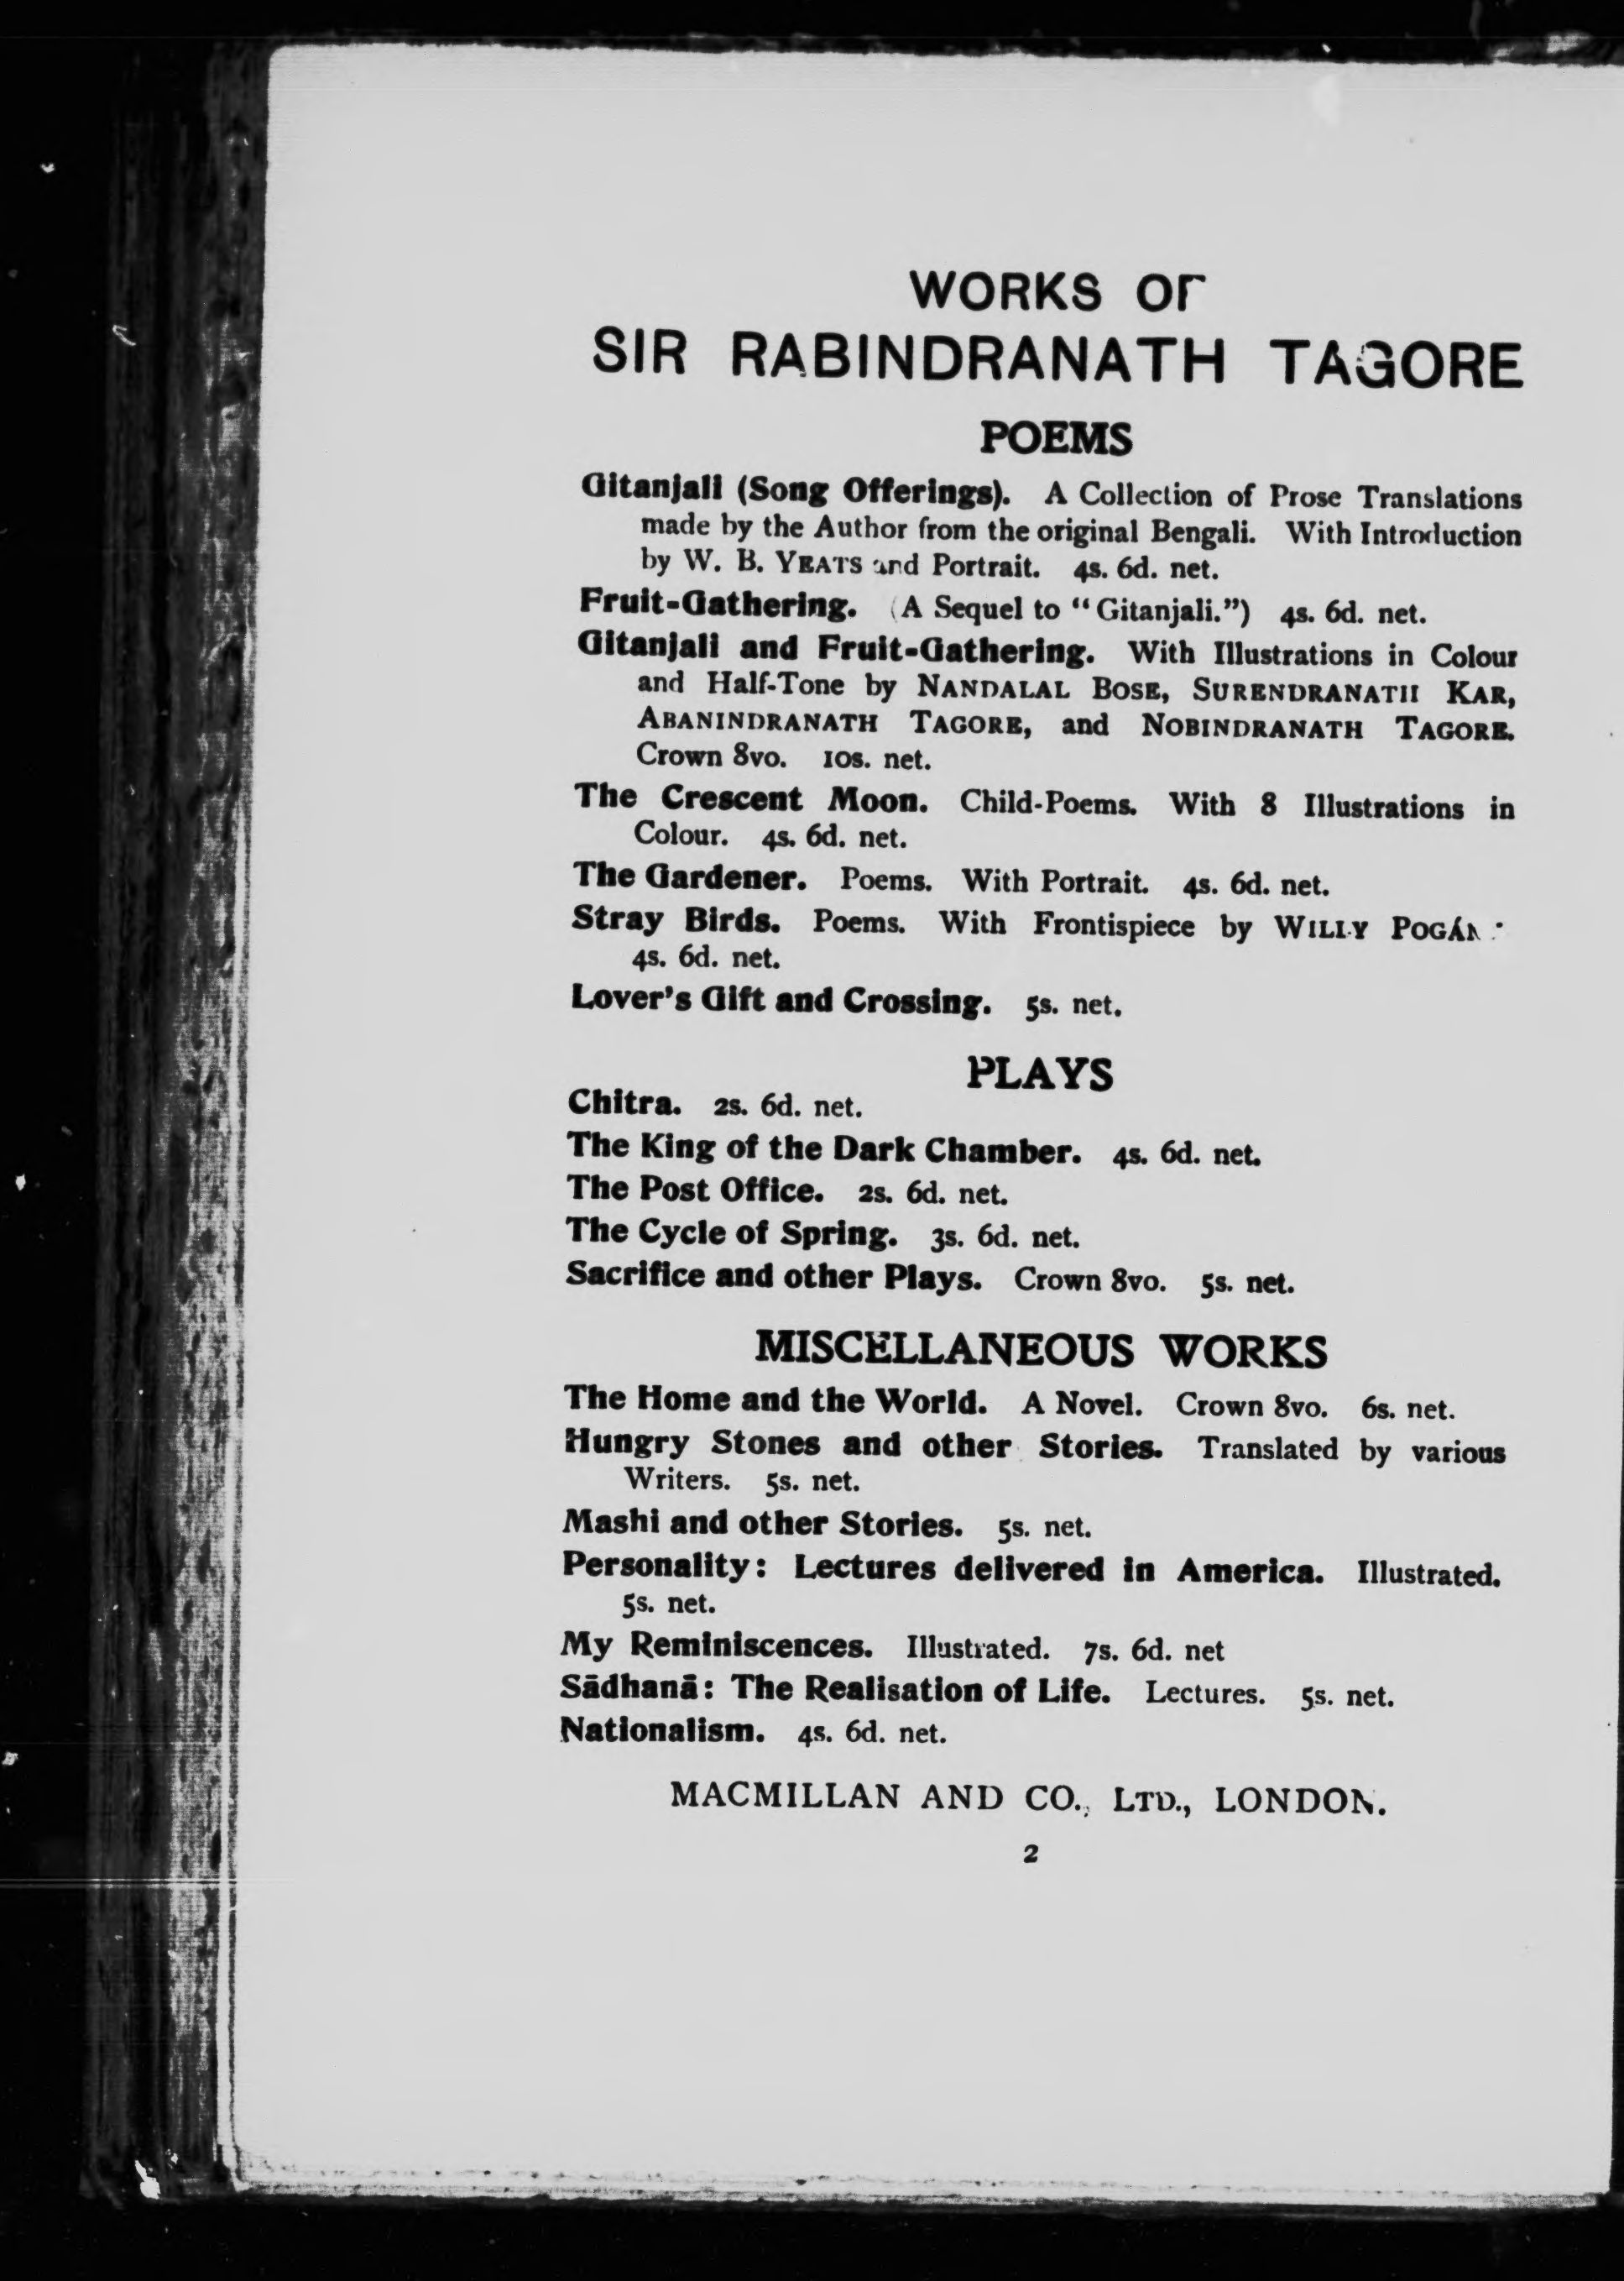 WORKS OF
SIR RABINDRANATH TAGORE
POEMS
Gitanjali (Song Offerings). A Collection of Prose Translations
made by the Author from the original Bengali. With Introduction
by W. B. YEATS and Portrait. 4s. 6d. net.
Fruit-Gathering. (A Sequel to “Gitanjali.”) 4s. 6d. net.
Gitanjali and Fruit-Gathering. With Illustrations in Colour
and Half-Tone by NANDALAL BOSE, SURENDRANATH KAR,
ABANINDRANATH TAGORE, and NOBINDRANATH TAGORE.
Crown 8vo. 10s. net.
The Crescent Moon. Child-Poems. With 8 Illustrations in
Colour. 4s. 6d. net.
The Gardener. Poems. With Portrait. 4s. 6d. net.
Stray Birds. Poems. With Frontispiece by WILLY POGÁNY.
4s. 6d. net.
Lover’s Gift and Crossing. 5s. net.
PLAYS
Chitra. 2s. 6d. net.
The King of the Dark Chamber. 4s. 6d. net.
The Post Office. 2s. 6d. net.
The Cycle of Spring. 3s. 6d. net.
Sacrifice and other Plays. Crown 8vo. 5s. net.
MISCELLANEOUS WORKS
The Home and the World. A Novel. Crown 8vo. 6s. net.
Hungry Stones and other Stories. Translated by various
Writers. 5s. net.
Mashi and other Stories. 5s. net.
Personality: Lectures delivered in America. Illustrated.
5s. net.
My Reminiscences. Illustrated. 7s. 6d. net
Sādhanā: The Realisation of Life. Lectures. 5s. net.
Nationalism. 4s. 6d. net.
MACMILLAN AND CO., LTD., LONDON.
2